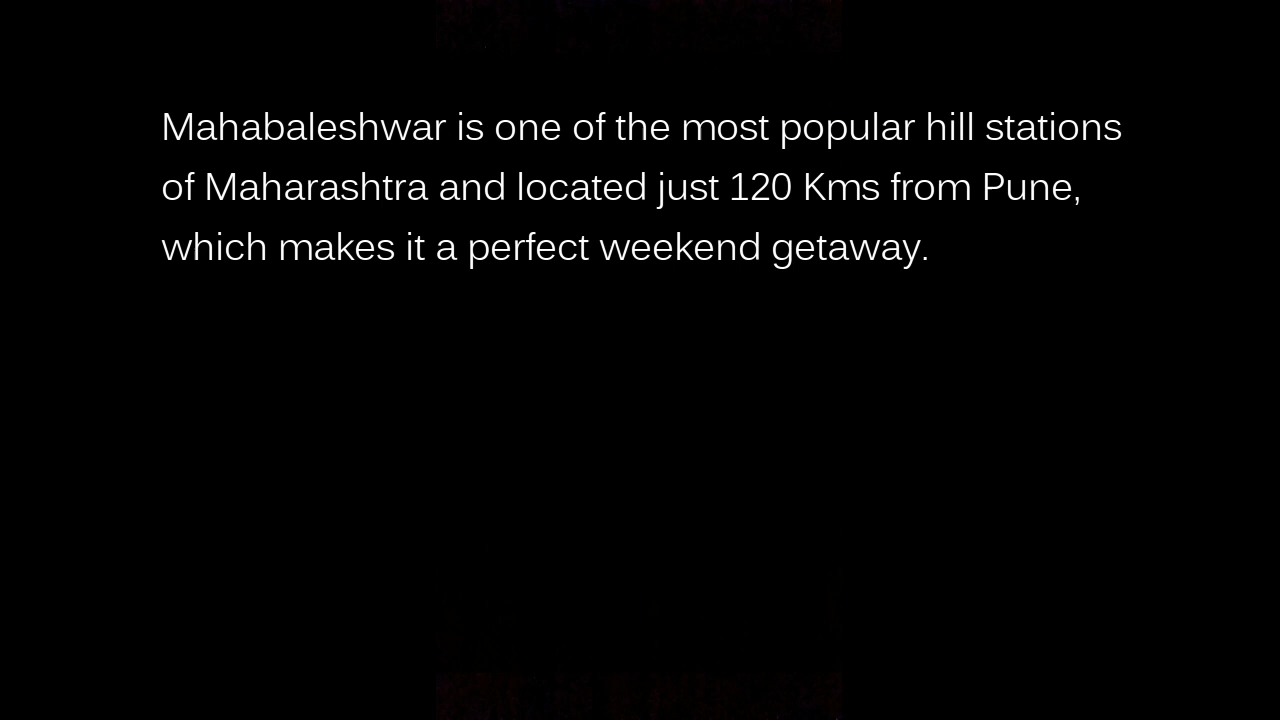 Mahabaleshwar is one of the most popular hill stations
of Maharashtra and located just 120 Kms from Pune,
which makes it a perfect weekend getaway.